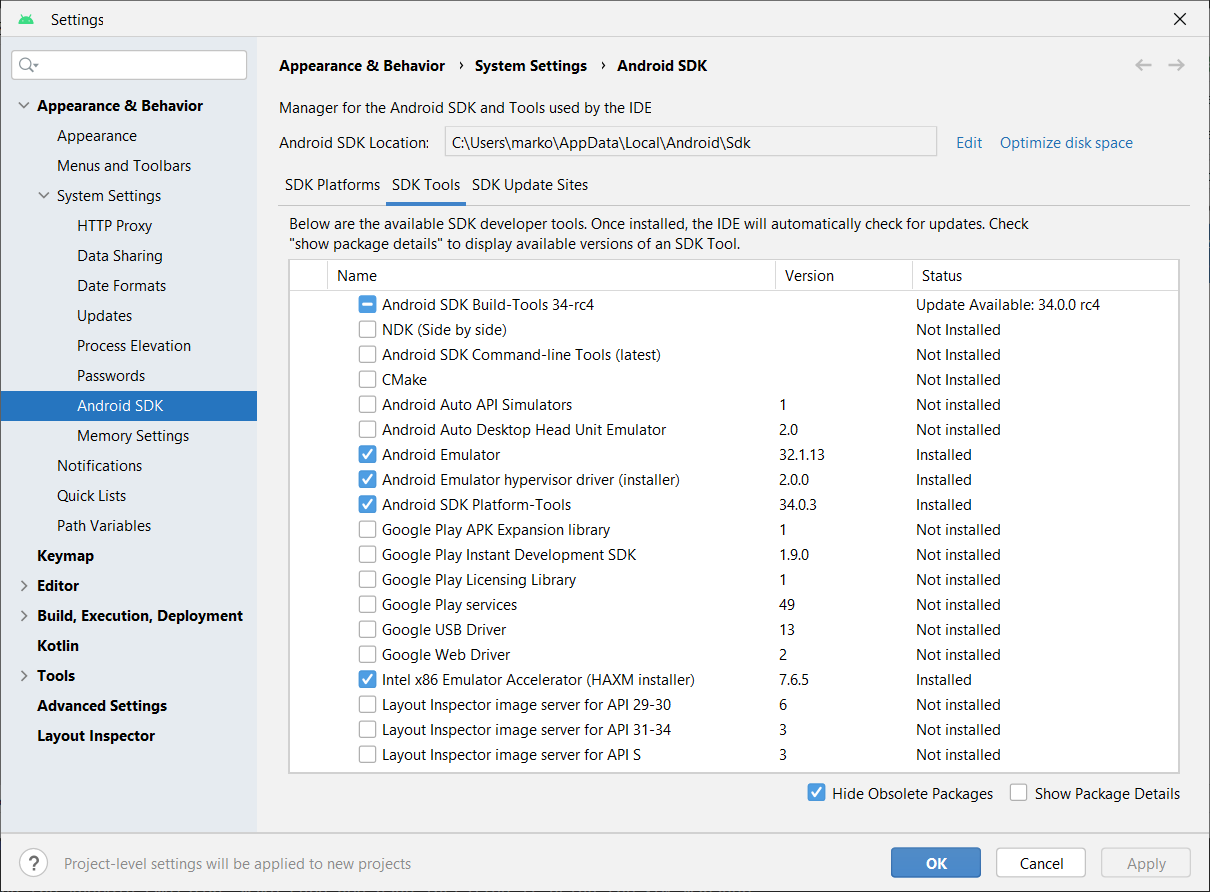 Settings
Appearance & Behavior
Appearance
Menus and Toolbars
System Settings
HTTP Proxy
Data Sharing
Date Formats
Updates
Process Elevation
Passwords
Android SDK
Memory Settings
Notifications
Quick Lists
Path Variables
Keymap
Editor
Build, Execution, Deployment
Kotlin
Tools
Advanced Settings
Layout Inspector
Appearance & Behavior › System Settings › Android SDK
Manager for the Android SDK and Tools used by the IDE
Android SDK Location: C:\Users\marko\AppData\Local\Android\Sdk Edit Optimize disk space
SDK Platforms SDK Tools SDK Update Sites
Below are the available SDK developer tools. Once installed, the IDE will automatically check for updates. Check
"show package details" to display available versions of an SDK Tool.
Name Version Status
Android SDK Build-Tools 34-rc4 Update Available: 34.0.0 rc4
NDK (Side by side) Not Installed
Android SDK Command-line Tools (latest) Not Installed
CMake Not Installed
Android Auto API Simulators 1 Not installed
Android Auto Desktop Head Unit Emulator 2.0 Not installed
Android Emulator 32.1.13 Installed
Android Emulator hypervisor driver (installer) 2.0.0 Installed
Android SDK Platform-Tools 34.0.3 Installed
Google Play APK Expansion library 1 Not installed
Google Play Instant Development SDK 1.9.0 Not installed
Google Play Licensing Library 1 Not installed
Google Play services 49 Not installed
Google USB Driver 13 Not installed
Google Web Driver 2 Not installed
Intel x86 Emulator Accelerator (HAXM installer) 7.6.5 Installed
Layout Inspector image server for API 29-30 6 Not installed
Layout Inspector image server for API 31-34 3 Not installed
Layout Inspector image server for API S 3 Not installed
Hide Obsolete Packages Show Package Details
? Project-level settings will be applied to new projects
OK Cancel Apply